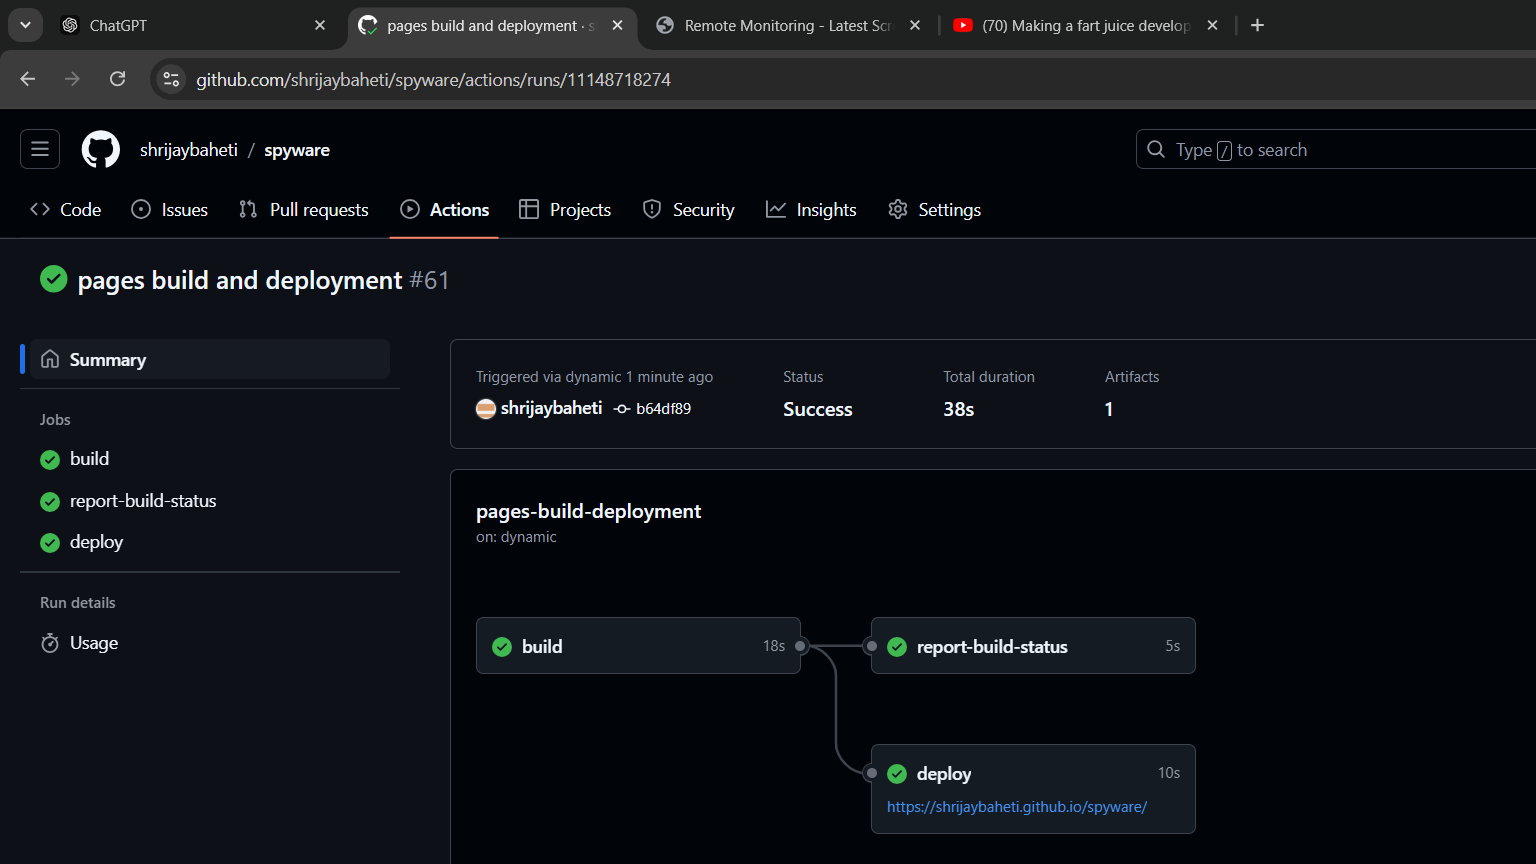 ChatGPT
pages build and deployment · s
Remote Monitoring - Latest Scr
(70) Making a fart juice develop
github.com/shrijaybaheti/spyware/actions/runs/11148718274
shrijaybaheti / spyware
Type / to search
Code
Issues
Pull requests
Actions
Projects
Security
Insights
Settings
pages build and deployment #61
Summary
Jobs
build
report-build-status
deploy
Run details
Usage
Triggered via dynamic 1 minute ago
shrijaybaheti b64df89
Status
Success
Total duration
38s
Artifacts
1
pages-build-deployment
on: dynamic
build 18s
report-build-status 5s
deploy 10s
https://shrijaybaheti.github.io/spyware/